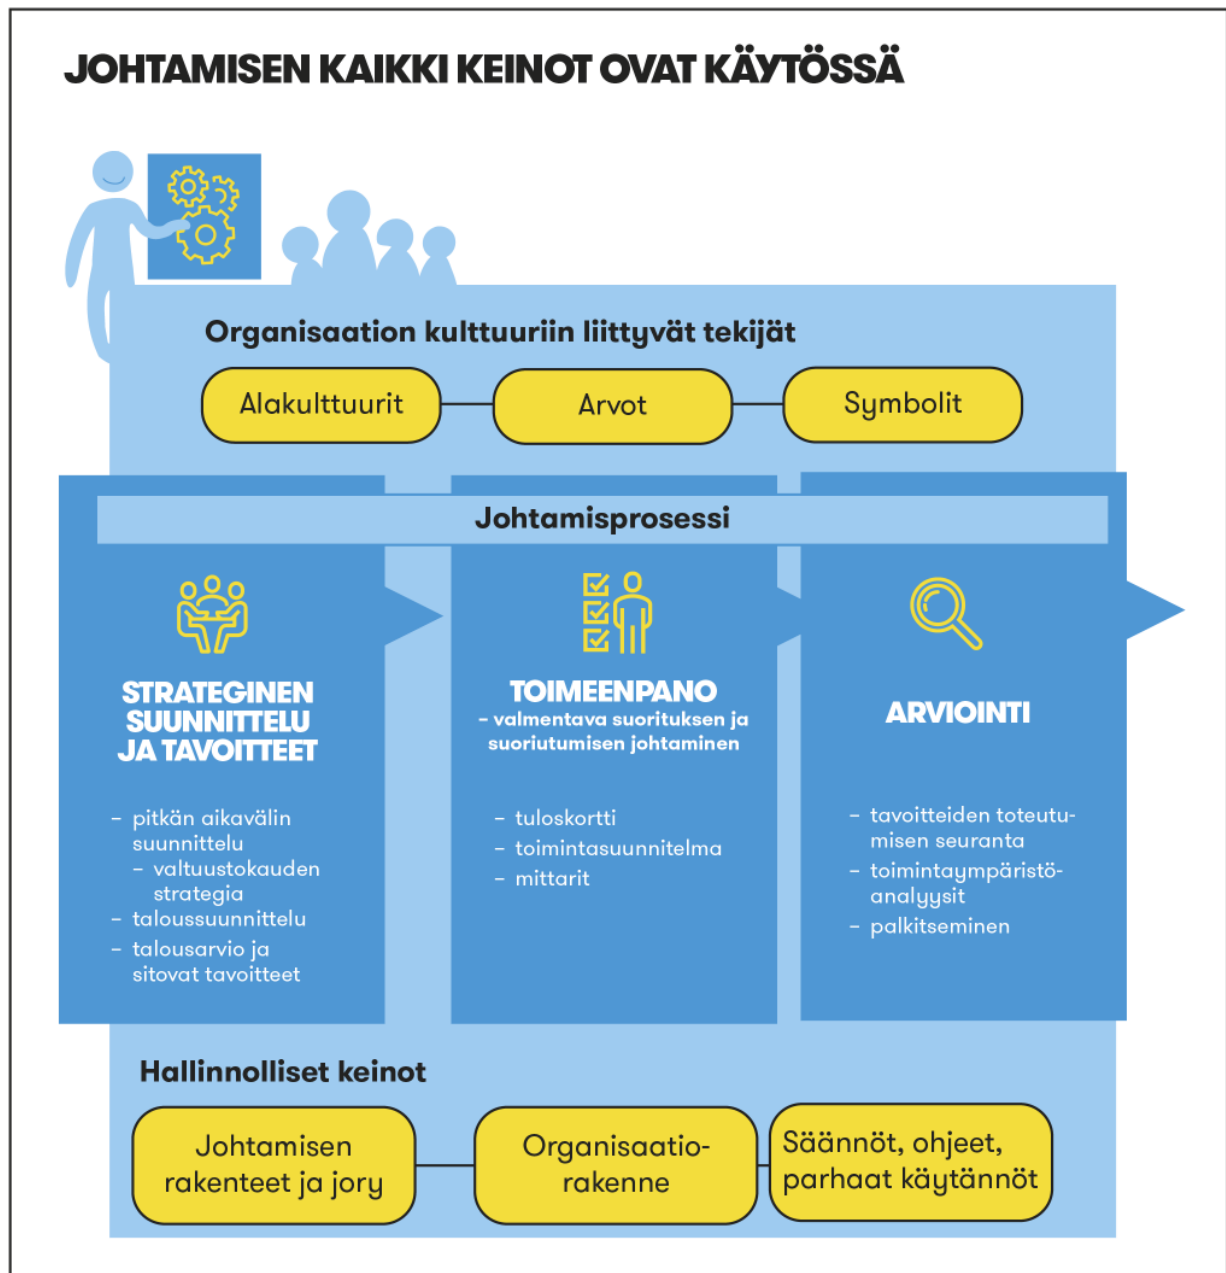 JOHTAMISEN KAIKKI KEINOT OVAT KÄYTÖSSÄ
Organisaation kulttuuriin liittyvät tekijät
Alakulttuurit
Arvot
Symbolit
Johtamisprosessi
STRATEGINEN
SUUNNITTELU
JA TAVOITTEET
– pitkän aikavälin
suunnittelu
– valtuustokauden
strategia
– taloussuunnittelu
– talousarvio ja
sitovat tavoitteet
TOIMEENPANO
– valmentava suorituksen ja
suoriutumisen johtaminen
– tuloskortti
– toimintasuunnitelma
– mittarit
ARVIOINTI
– tavoitteiden toteutu-
misen seuranta
– toimintaympäristö-
analyysit
– palkitseminen
Hallinnolliset keinot
Johtamisen
rakenteet ja jory
Organisaatio-
rakenne
Säännöt, ohjeet,
parhaat käytännöt